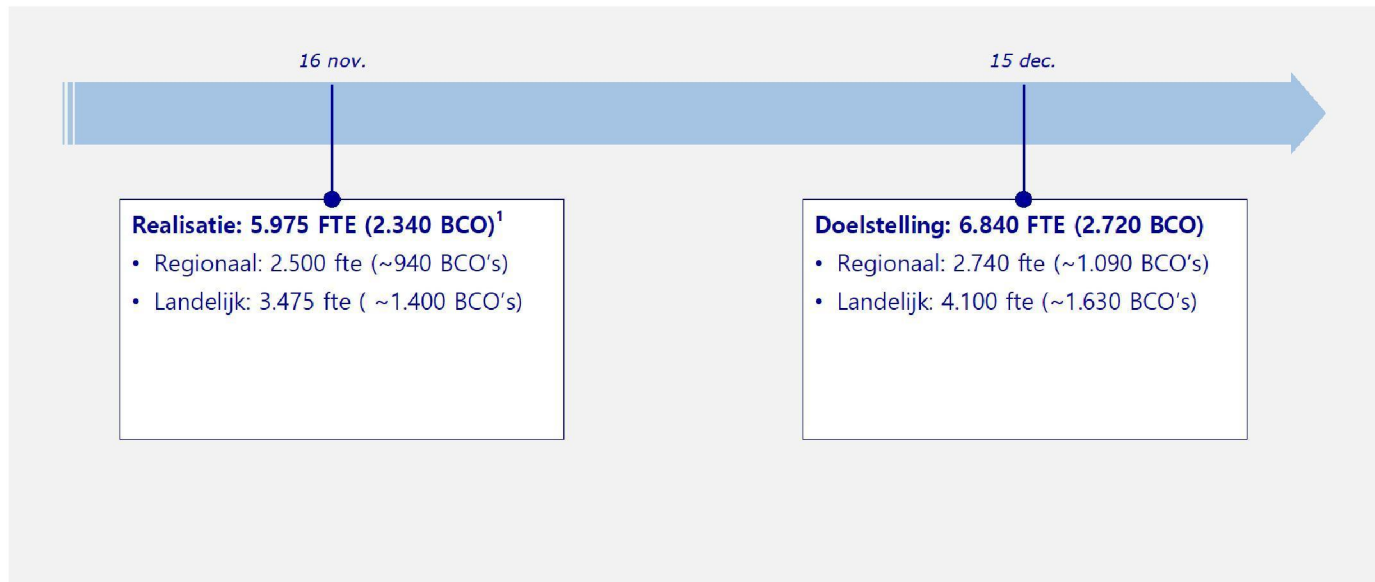 16 nov.
15 dec.
Realisatie: 5.975 FTE (2.340 BCO)¹
• Regionaal: 2.500 fte (~940 BCO's)
• Landelijk: 3.475 fte ( ~1.400 BCO's)
Doelstelling: 6.840 FTE (2.720 BCO)
• Regionaal: 2.740 fte (~1.090 BCO's)
• Landelijk: 4.100 fte (~1.630 BCO's)